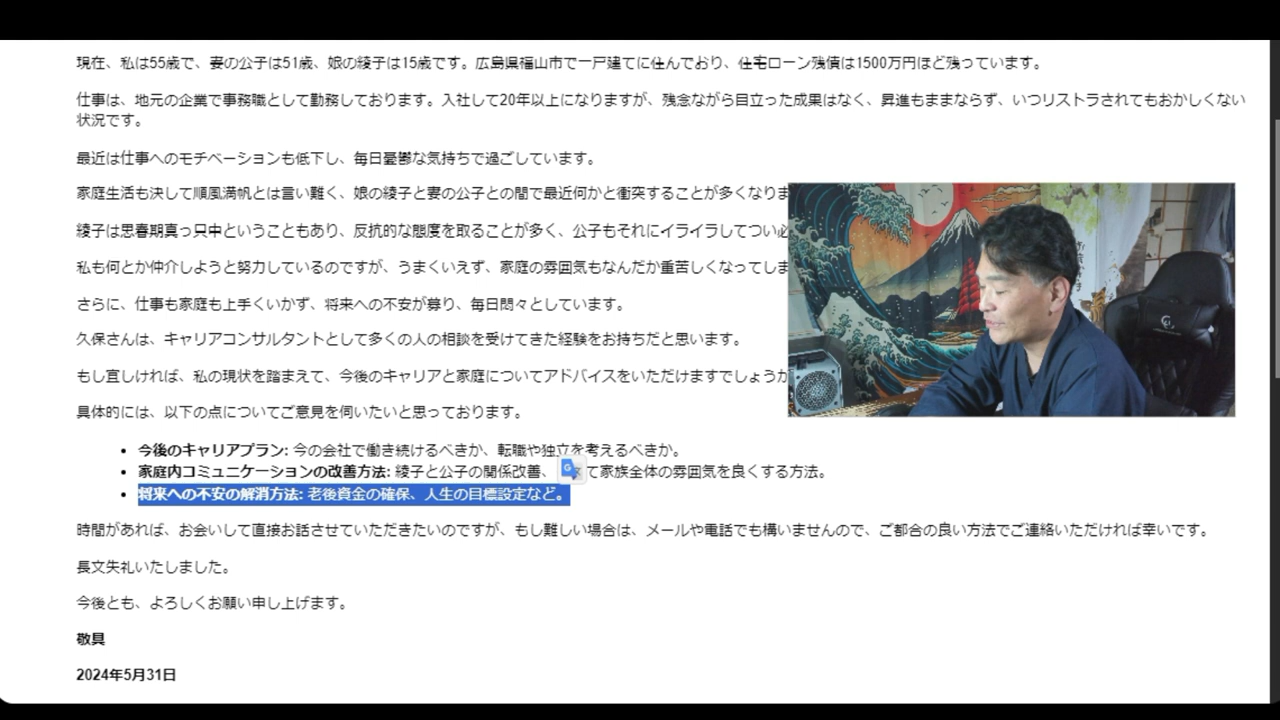 現在、私は55歳で、妻の公子は51歳、娘の綾子は15歳です。広島県福山市で一戸建てに住んでおり、住宅ローン残債は1500万円ほど残っています。
仕事は、地元の企業で事務職として勤務しております。入社して20年以上になりますが、残念ながら目立った成果はなく、昇進もままならず、いつリストラされてもおかしくない
状況です。
最近は仕事へのモチベーションも低下し、毎日憂鬱な気持ちで過ごしています。
家庭生活も決して順風満帆とは言い難く、娘の綾子と妻の公子との間で最近何かと衝突することが多くなりま
綾子は思春期真っ只中ということもあり、反抗的な態度を取ることが多く、公子もそれにイライラしてつい
私も何とか仲介しようと努力しているのですが、うまくいえず、家庭の雰囲気もなんだか重苦しくなってしま
さらに、仕事も家庭も上手くいかず、将来への不安が募り、毎日悶々としています。
久保さんは、キャリアコンサルタントとして多くの人の相談を受けてきた経験をお持ちだと思います。
もし宜しければ、私の現状を踏まえて、今後のキャリアと家庭についてアドバイスをいただけますでしょうか
具体的には、以下の点についてご意見を伺いたいと思っております。
• 今後のキャリアプラン: 今の会社で働き続けるべきか、転職や独立を考えるべきか。
• 家庭内コミュニケーションの改善方法: 綾子と公子の関係改善、 て家族全体の雰囲気を良くする方法。
• 将来への不安の解消方法: 老後資金の確保、人生の目標設定など。
時間があれば、お会いして直接お話させていただきたいのですが、もし難しい場合は、メールや電話でも構いませんので、ご都合の良い方法でご連絡いただければ幸いです。
長文失礼いたしました。
今後とも、よろしくお願い申し上げます。
敬具
2024年5月31日